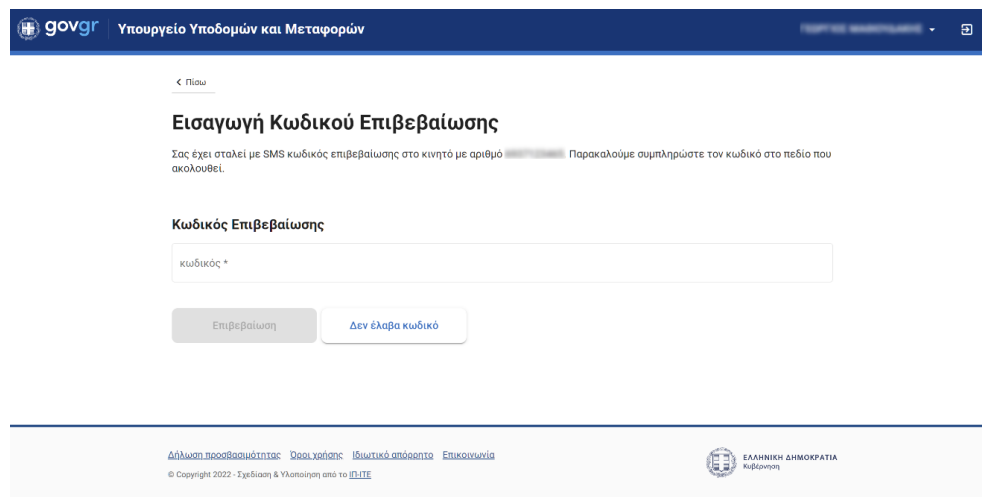 govgr Υπουργείο Υποδομών και Μεταφορών
Πίσω
Εισαγωγή Κωδικού Επιβεβαίωσης
Σας έχει σταλεί με SMS κωδικός επιβεβαίωσης στο κινητό με αριθμό Παρακαλούμε συμπληρώστε τον κωδικό στο πεδίο που
ακολουθεί.
Κωδικός Επιβεβαίωσης
κωδικός *
Επιβεβαίωση Δεν έλαβα κωδικό
Δήλωση προσβασιμότητας Όροι χρήσης Ιδιωτικό απόρρητο Επικοινωνία
© Copyright 2022 - Σχεδίαση & Υλοποίηση από το ΙΠ-ΙΤΕ
ΕΛΛΗΝΙΚΗ ΔΗΜΟΚΡΑΤΙΑ
Κυβέρνηση